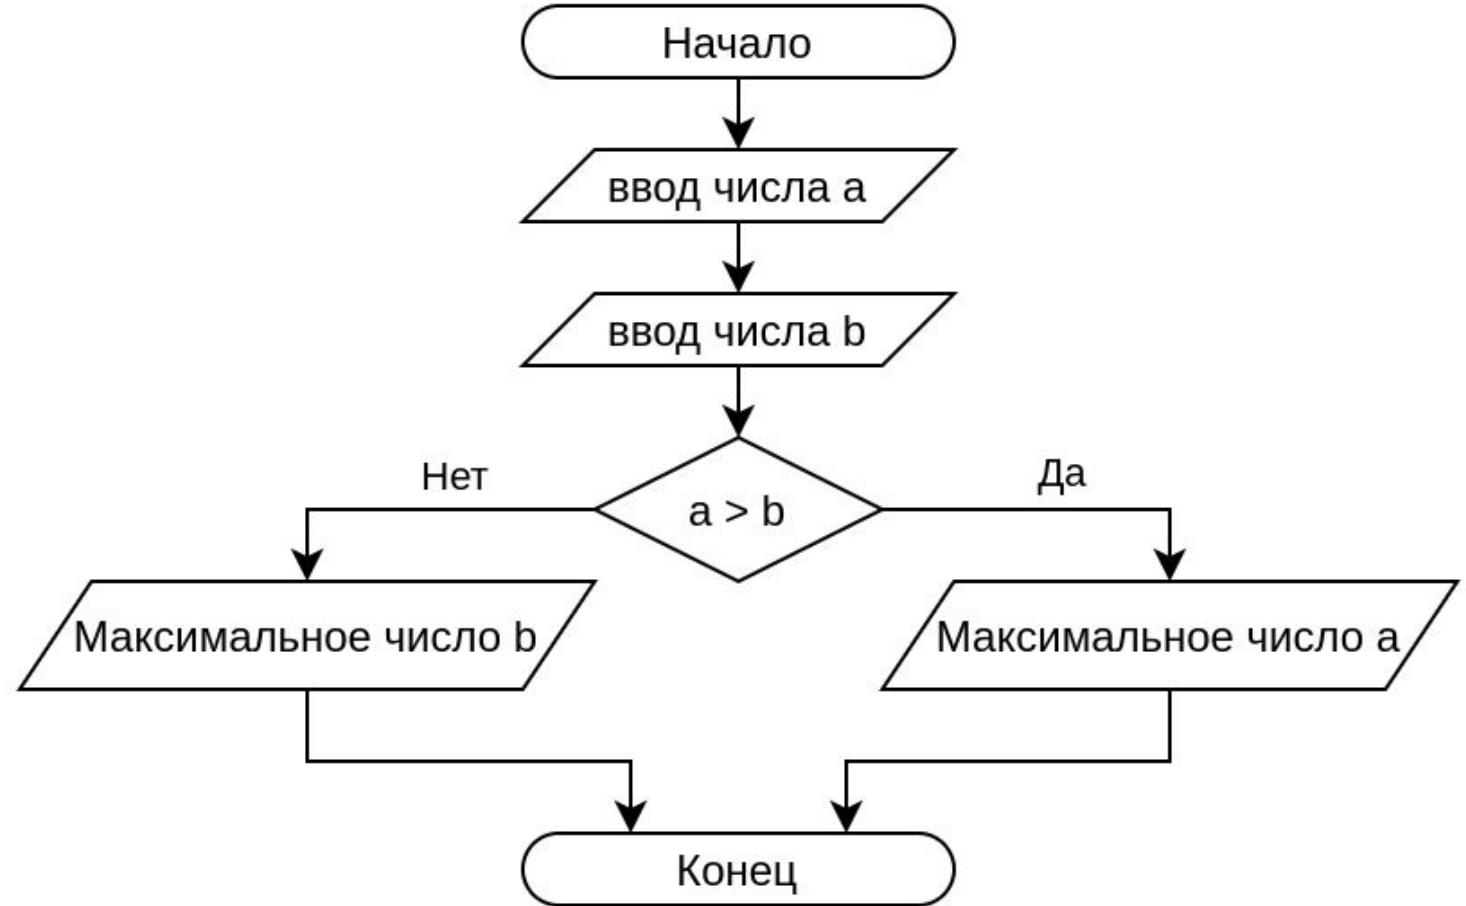 Начало
ввод числа a
ввод числа b
a > b
Нет
Да
Максимальное число b
Максимальное число a
Конец